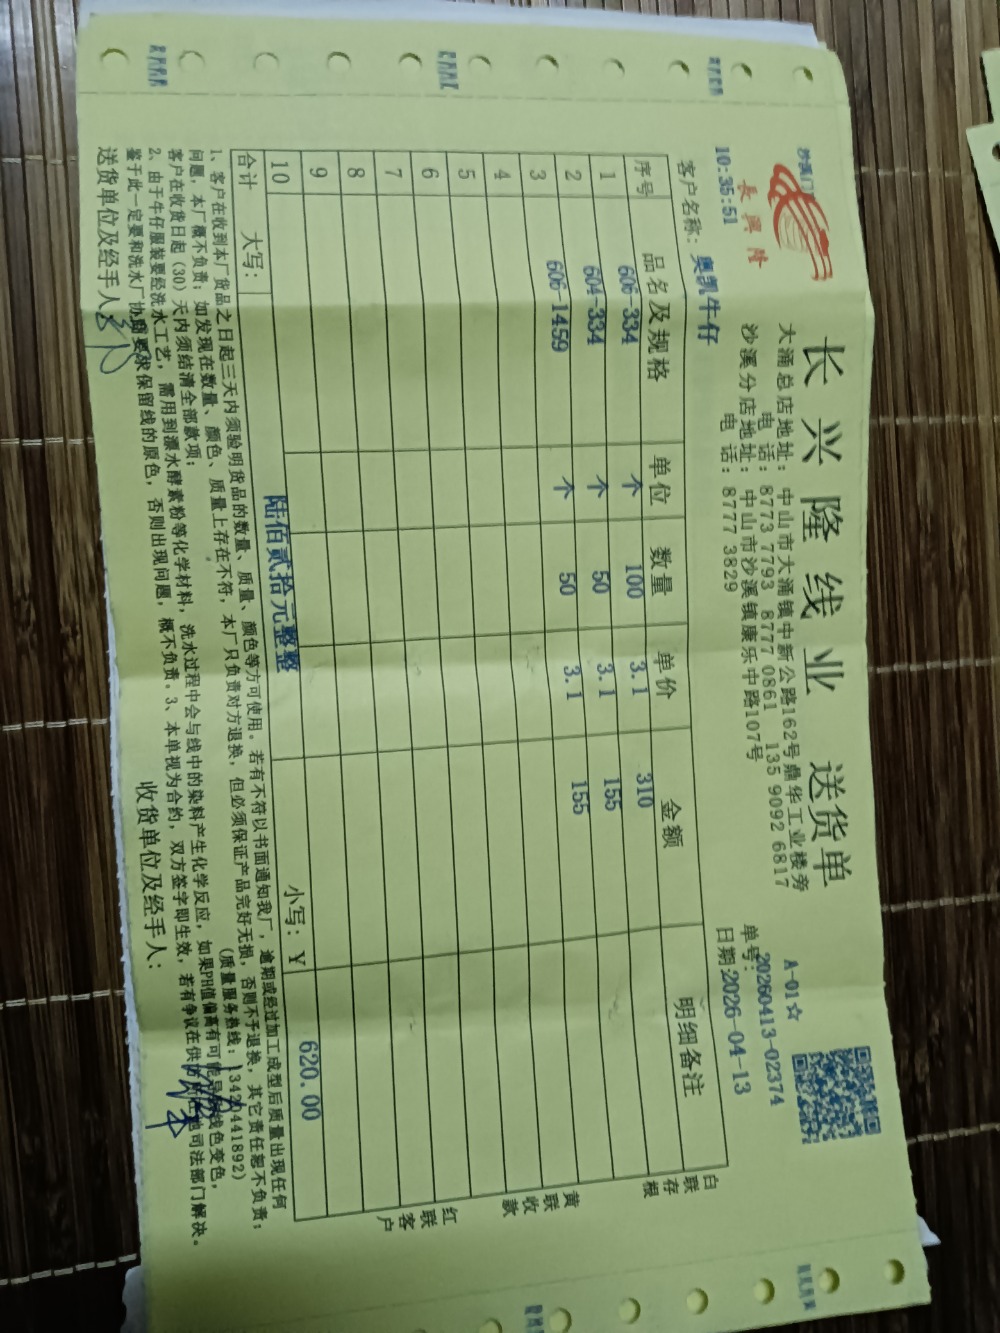 長興隆
长兴隆线业 送货单
大涌总店地址：中山市大涌镇中新公路162号鼎华工业楼旁
电 话：8773 7793 8777 0861 135 9092 6817
沙溪分店地址：中山市沙溪镇康乐中路107号
电 话：8777 3829
A-01☆
单号：20260413-02374
日期：2026-04-13
10:35:51
客户名称：奥凯牛仔
序号 品名及规格 单位 数量 单价 金额 明细备注
1 606-334 个 100 3.1 310
2 604-334 个 50 3.1 155
3 606-1459 个 50 3.1 155
4
5
6
7
8
9
10
合计 大写： 陆佰贰拾元整整 小写：￥ 620.00
白联存根
黄联收款
红联客户
1、客户在收到本厂货品之日起三天内须验明货品的数量、质量、颜色等方可使用。若有不符以书面通知我厂，逾期或经过加工成型后质量出现任何
问题，本厂概不负责；如发现在数量、颜色、质量上存在不符，本厂只负责对方退换，但必须保证产品完好无损，否则不予退换，其它责任恕不负责；
客户在收货日起（30）天内须结清全部款项； （质量服务热线：13420441892）
2、由于牛仔服装要经洗水工艺，需用到漂水酵素粉等化学材料，洗水过程中会与线中的染料产生化学反应，如果PH值偏高有可能导致线色变色，
鉴于此一定要和洗水厂协调要求保留线的原色，否则出现问题，概不负责。3、本单视为合约，双方签字即生效，若有争议在供方所在地司法部门解决。
送货单位及经手人： 收货单位及经手人：